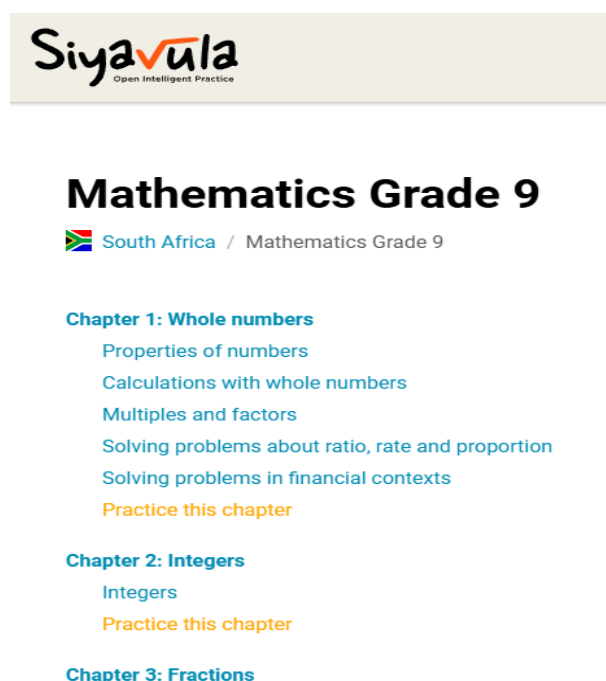 Siyavula
Open Intelligent Practice
Mathematics Grade 9
South Africa / Mathematics Grade 9
Chapter 1: Whole numbers
Properties of numbers
Calculations with whole numbers
Multiples and factors
Solving problems about ratio, rate and proportion
Solving problems in financial contexts
Practice this chapter
Chapter 2: Integers
Integers
Practice this chapter
Chapter 3: Fractions